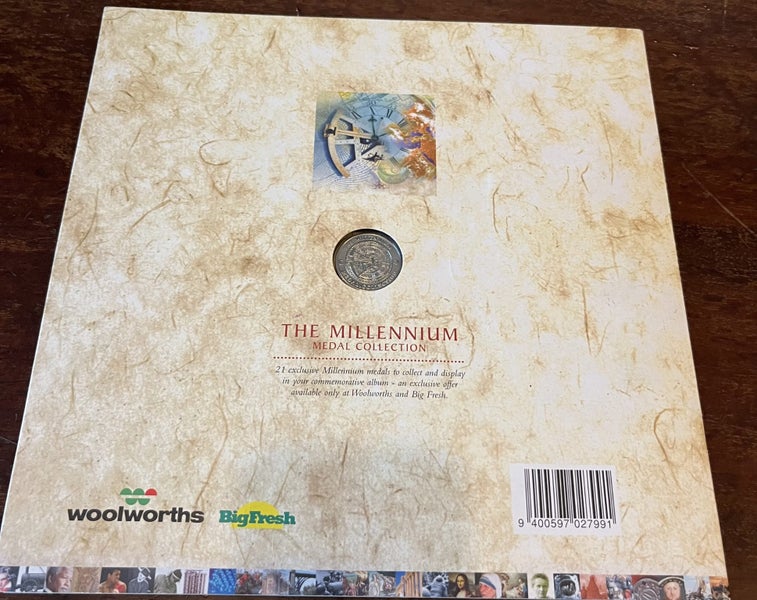 THE MILLENNIUM
MEDAL COLLECTION
21 exclusive Millennium medals to collect and display
in your commemorative album - an exclusive offer
available only at Woolworths and Big Fresh.
woolworths
BigFresh
9 400597 027991